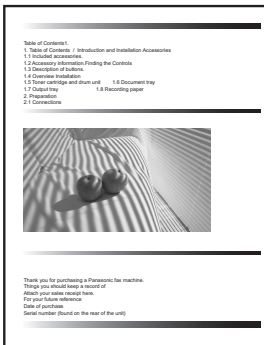 Table of Contents1.
1. Table of Contents / Introduction and Installation Accessories
1.1 Included accessories.
1.2 Accessory information.Finding the Controls
1.3 Description of buttons.
1.4 Overview Installation
1.5 Toner cartridge and drum unit 1.6 Document tray
1.7 Output tray 1.8 Recording paper
2. Preparation
2.1 Connections
Thank you for purchasing a Panasonic fax machine.
Things you should keep a record of
Attach your sales receipt here.
For your future reference
Date of purchase
Serial number (found on the rear of the unit)